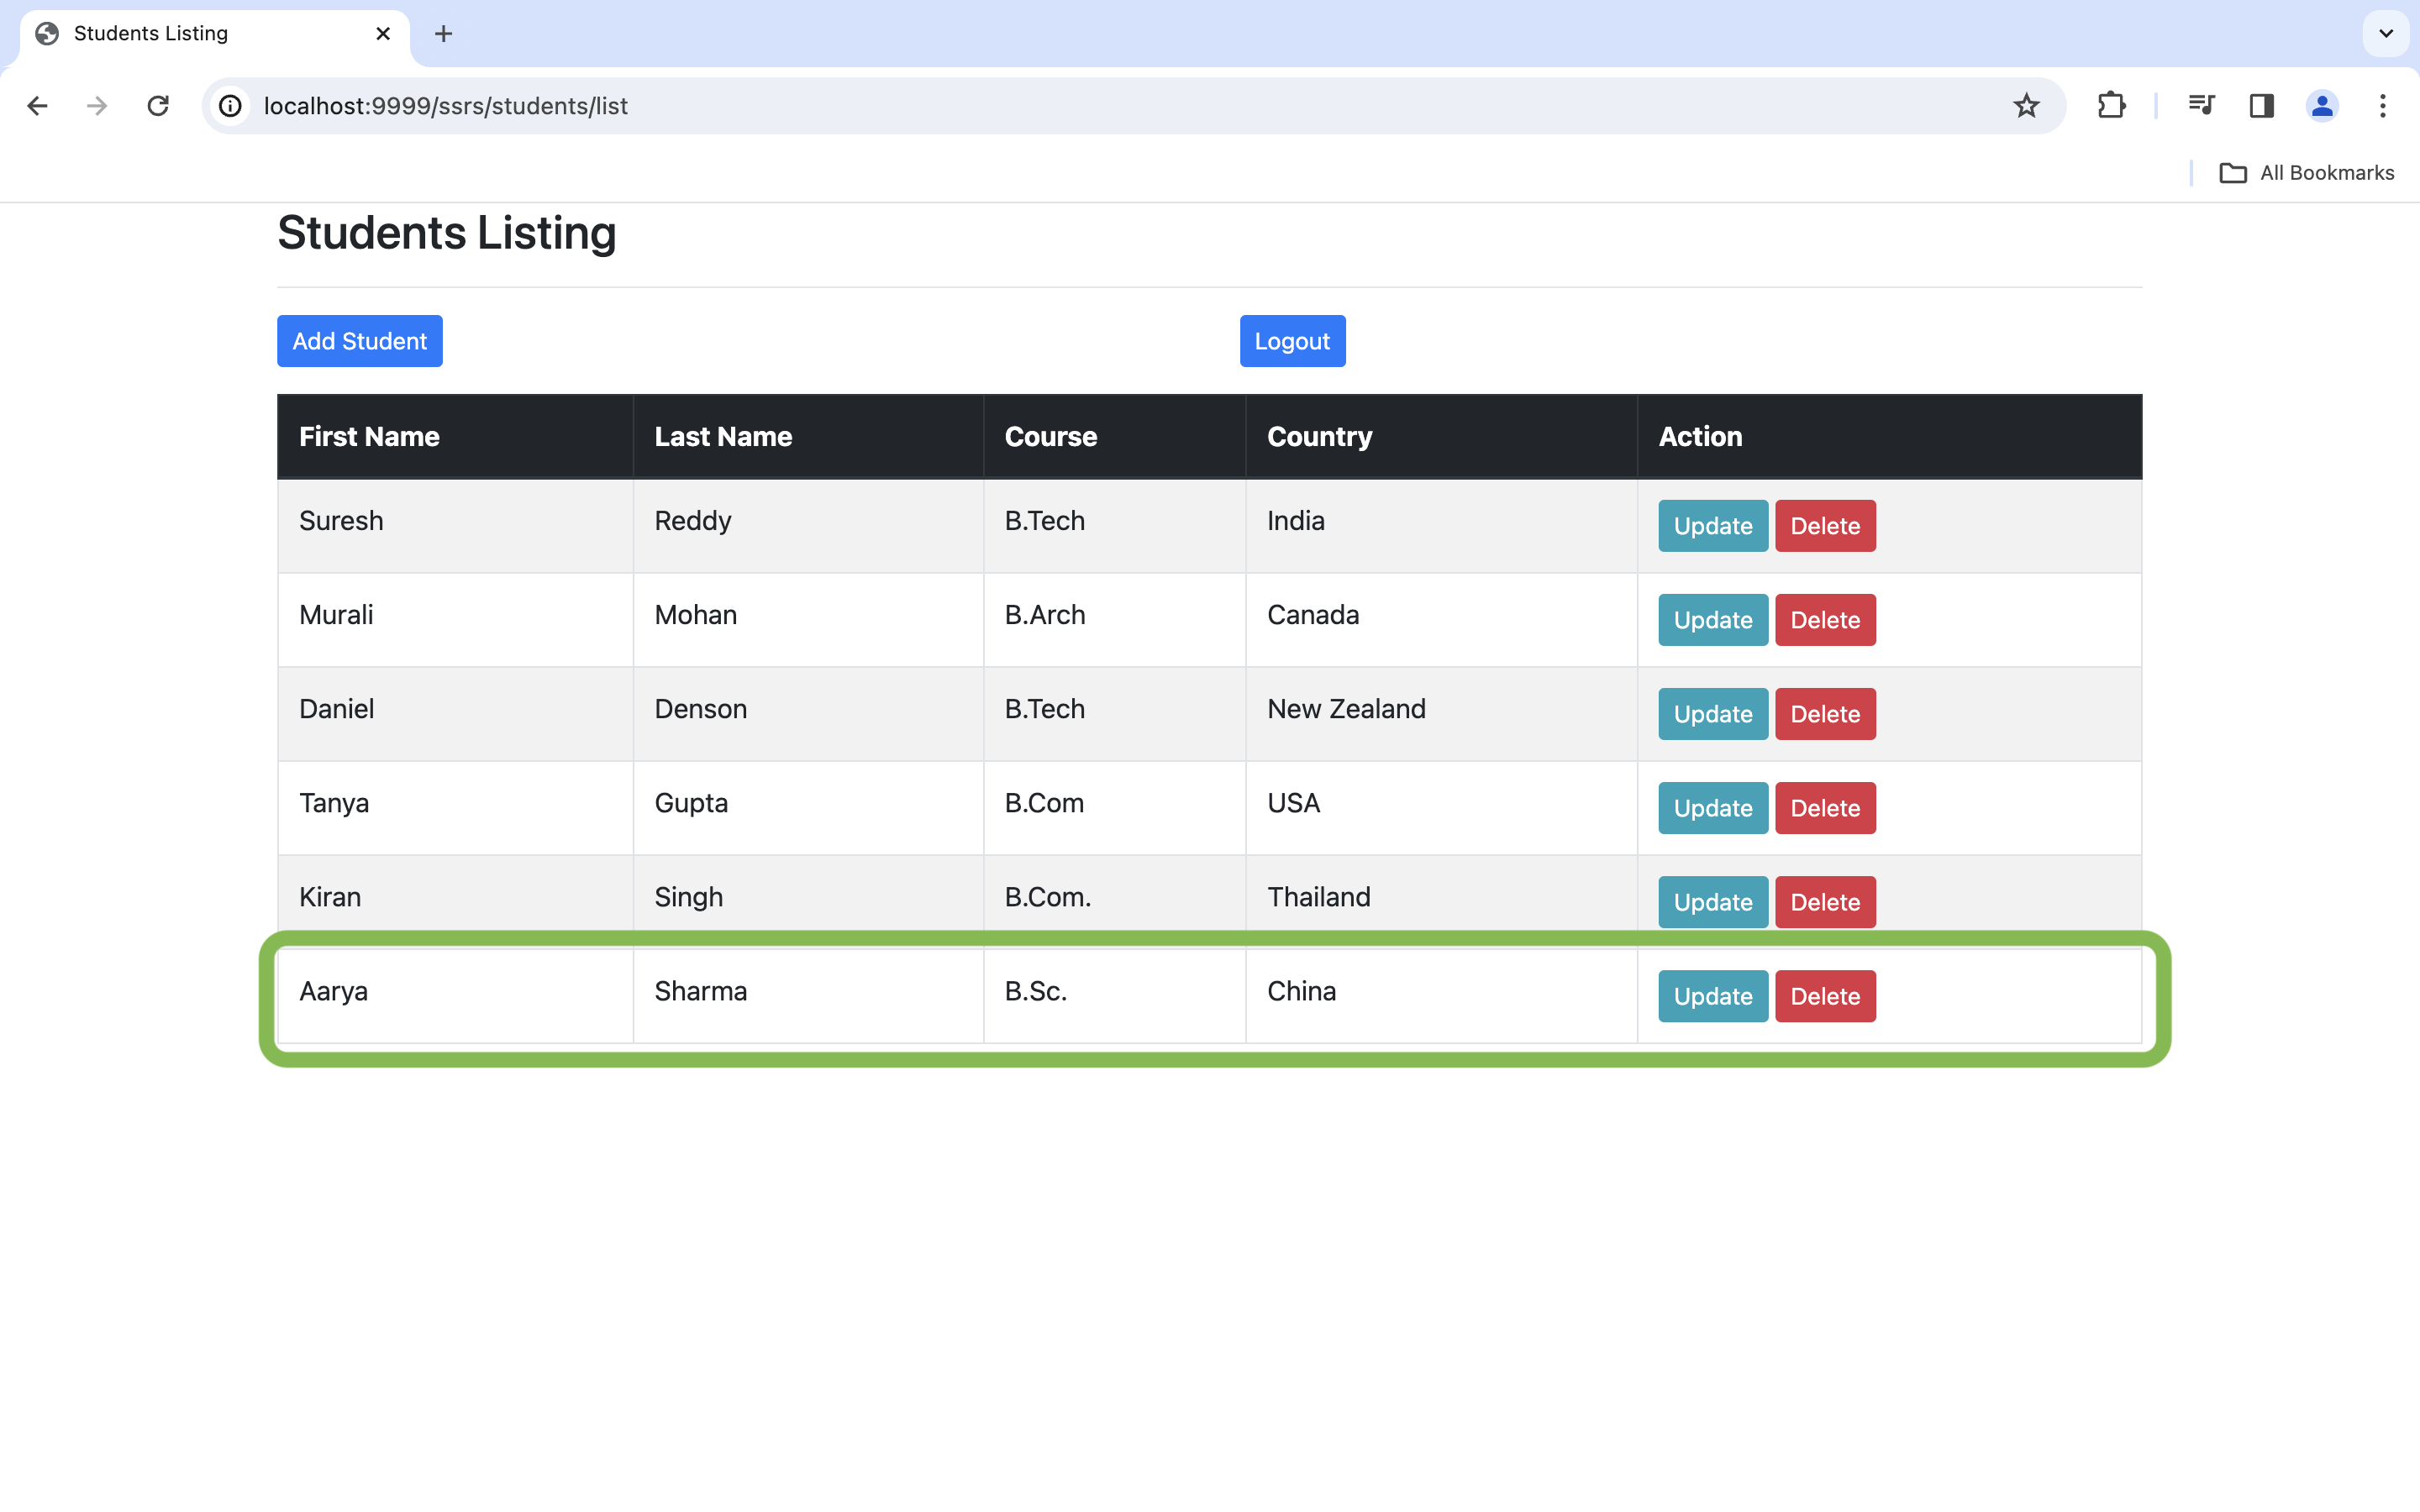 Students Listing
localhost:9999/ssrs/students/list
All Bookmarks
Students Listing
Add Student Logout
First Name Last Name Course Country Action
Suresh Reddy B.Tech India Update Delete
Murali Mohan B.Arch Canada Update Delete
Daniel Denson B.Tech New Zealand Update Delete
Tanya Gupta B.Com USA Update Delete
Kiran Singh B.Com. Thailand Update Delete
Aarya Sharma B.Sc. China Update Delete